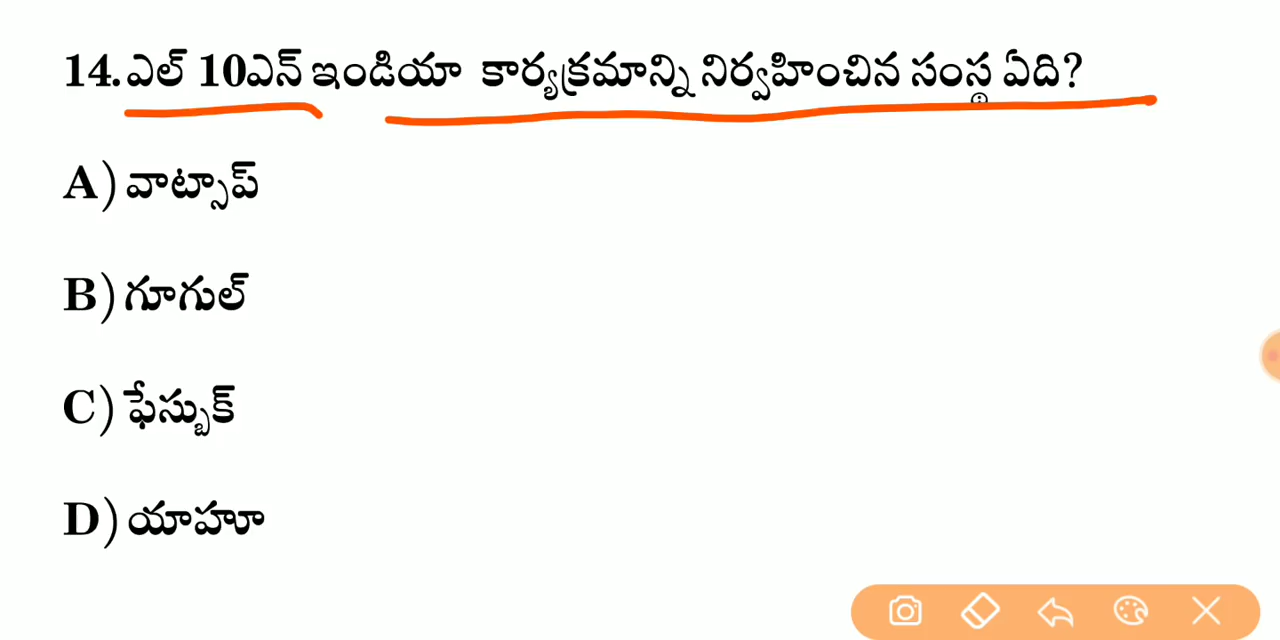 14. ఎల్ 10ఎన్ ఇండియా కార్యక్రమాన్ని నిర్వహించిన సంస్థ ఏది?
A) వాట్సాప్
B) గూగుల్
C) ఫేస్బుక్
D) యాహూ